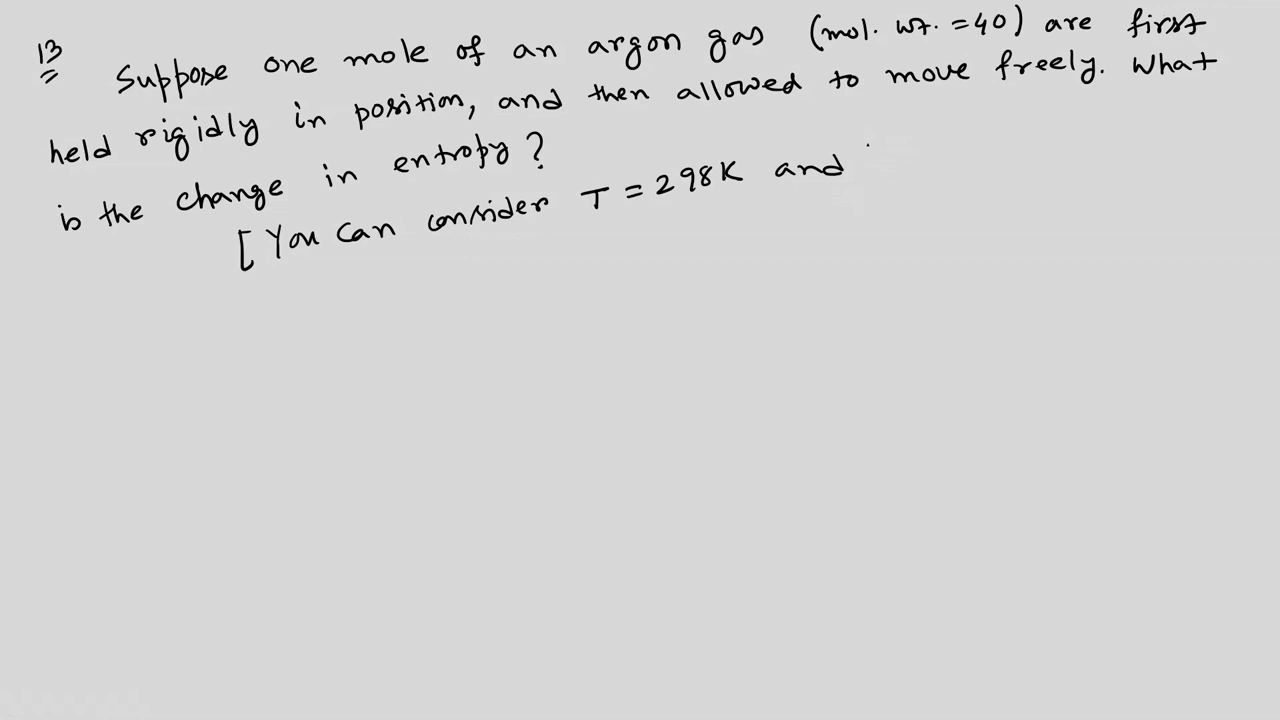 13
Suppose one mole of an argon gas (mol. wt. = 40) are first
held rigidly in position, and then allowed to move freely. What
is the change in entropy?
[You can consider T = 298K and